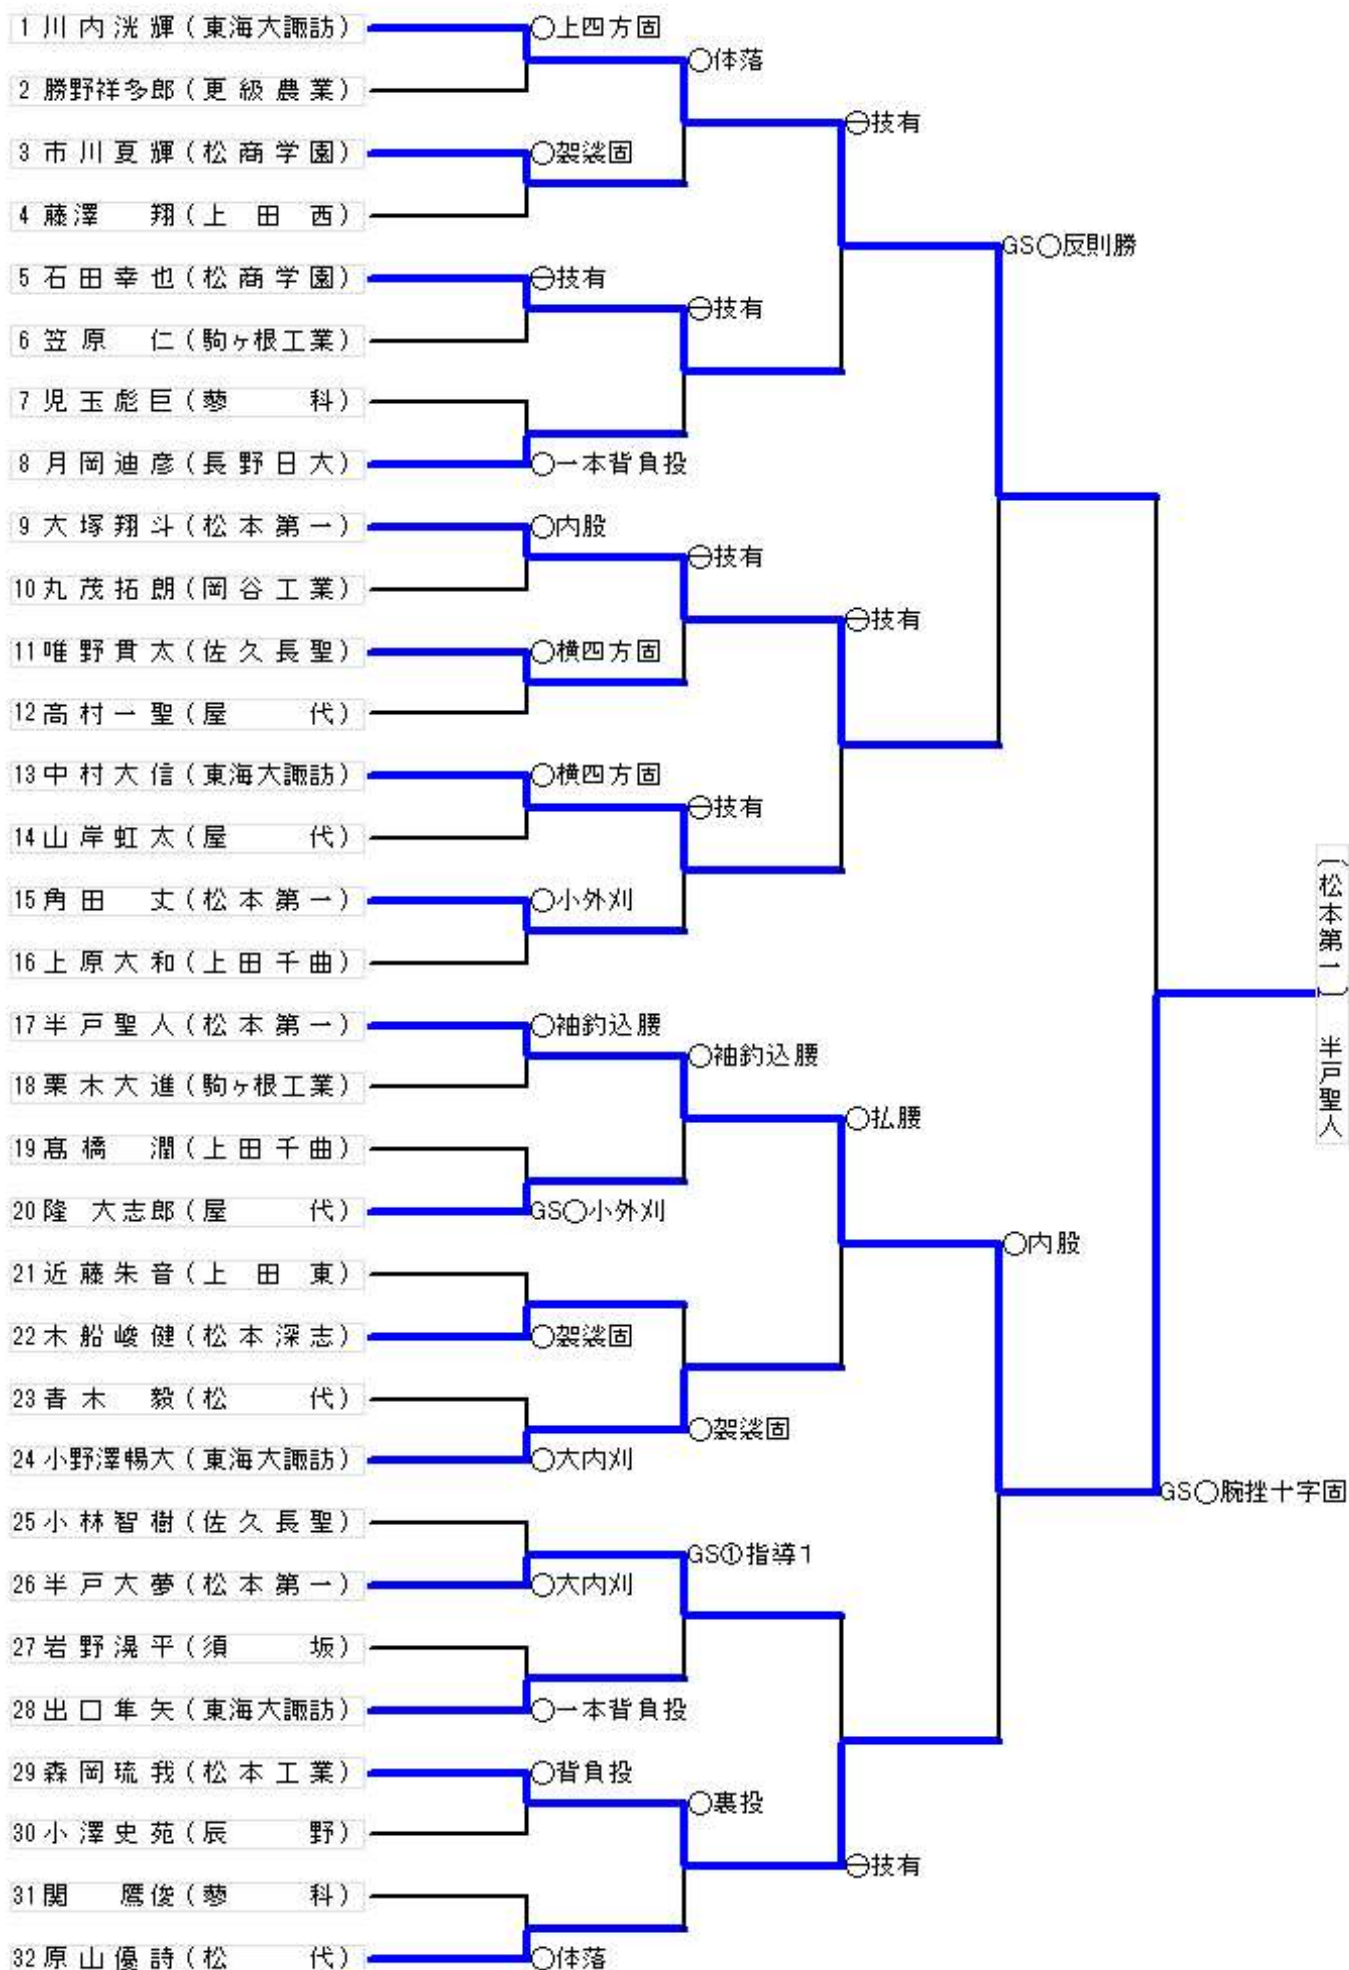 1 川内洸輝(東海大諏訪)
○上四方固
○体落
2 勝野祥多郎(更級農業)
⊖技有
3 市川夏輝(松商学園)
○袈裟固
4 藤澤 翔(上田西)
GS○反則勝
5 石田幸也(松商学園)
⊖技有
⊖技有
6 笠原 仁(駒ヶ根工業)
7 児玉彪巨(蓼科)
8 月岡迪彦(長野日大)
○一本背負投
9 大塚翔斗(松本第一)
○内股
⊖技有
10 丸茂拓朗(岡谷工業)
⊖技有
11 唯野貫太(佐久長聖)
○横四方固
12 高村一聖(屋代)
13 中村大信(東海大諏訪)
○横四方固
⊖技有
14 山岸虹太(屋代)
15 角田 丈(松本第一)
○小外刈
16 上原大和(上田千曲)
(松本第一) 半戸聖人
17 半戸聖人(松本第一)
○袖釣込腰
○袖釣込腰
18 栗木大進(駒ヶ根工業)
○払腰
19 髙橋 潤(上田千曲)
20 隆 大志郎(屋代)
GS○小外刈
○内股
21 近藤朱音(上田東)
22 木船峻健(松本深志)
○袈裟固
23 青木 毅(松代)
○袈裟固
24 小野澤暢大(東海大諏訪)
○大内刈
GS○腕挫十字固
25 小林智樹(佐久長聖)
GS①指導1
26 半戸大夢(松本第一)
○大内刈
27 岩野滉平(須坂)
28 出口隼矢(東海大諏訪)
○一本背負投
29 森岡琉我(松本工業)
○背負投
○裏投
30 小澤史苑(辰野)
⊖技有
31 関 鷹俊(蓼科)
32 原山優詩(松代)
○体落